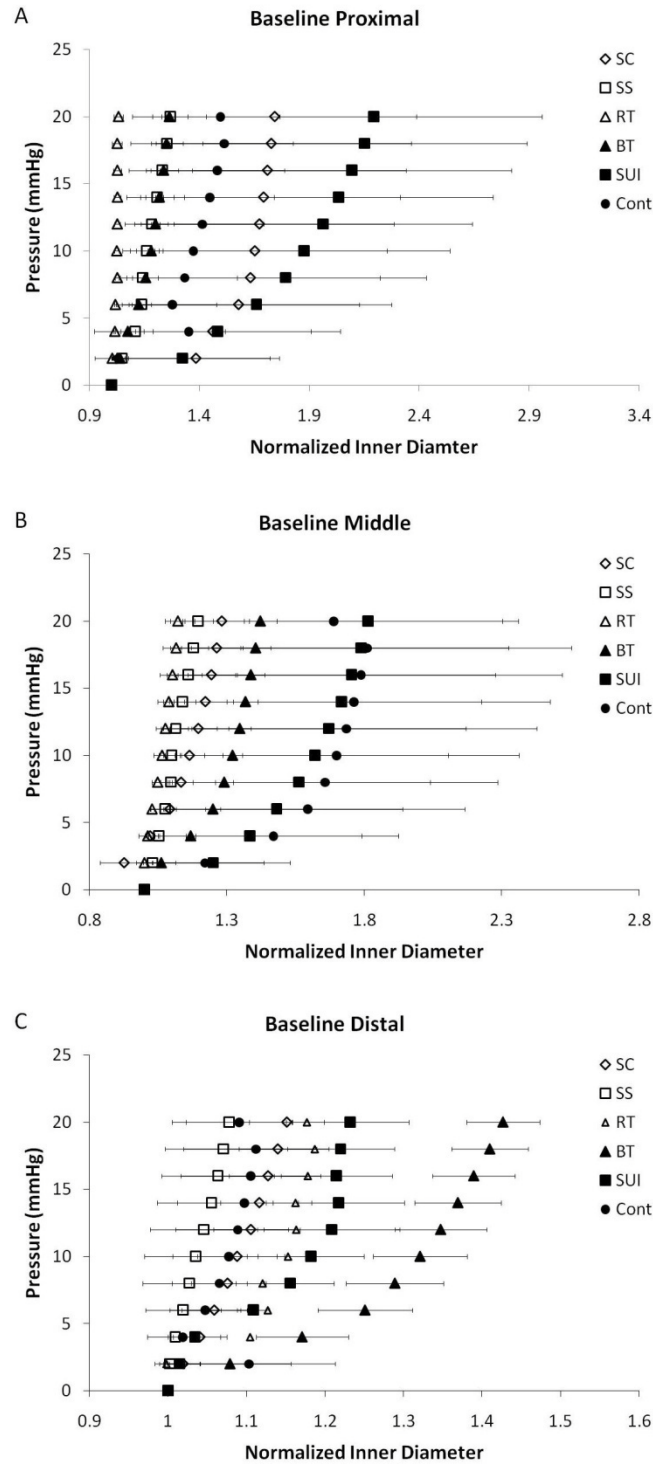 A
Baseline Proximal
25
20
15
10
5
0
Pressure (mmHg)
0.9
1.4
1.9
2.4
2.9
3.4
Normalized Inner Diamter
SC
SS
RT
BT
SUI
Cont
B
Baseline Middle
25
20
15
10
5
0
Pressure (mmHg)
0.8
1.3
1.8
2.3
2.8
Normalized Inner Diameter
SC
SS
RT
BT
SUI
Cont
C
Baseline Distal
25
20
15
10
5
0
Pressure (mmHg)
0.9
1
1.1
1.2
1.3
1.4
1.5
1.6
Normalized Inner Diameter
SC
SS
RT
BT
SUI
Cont